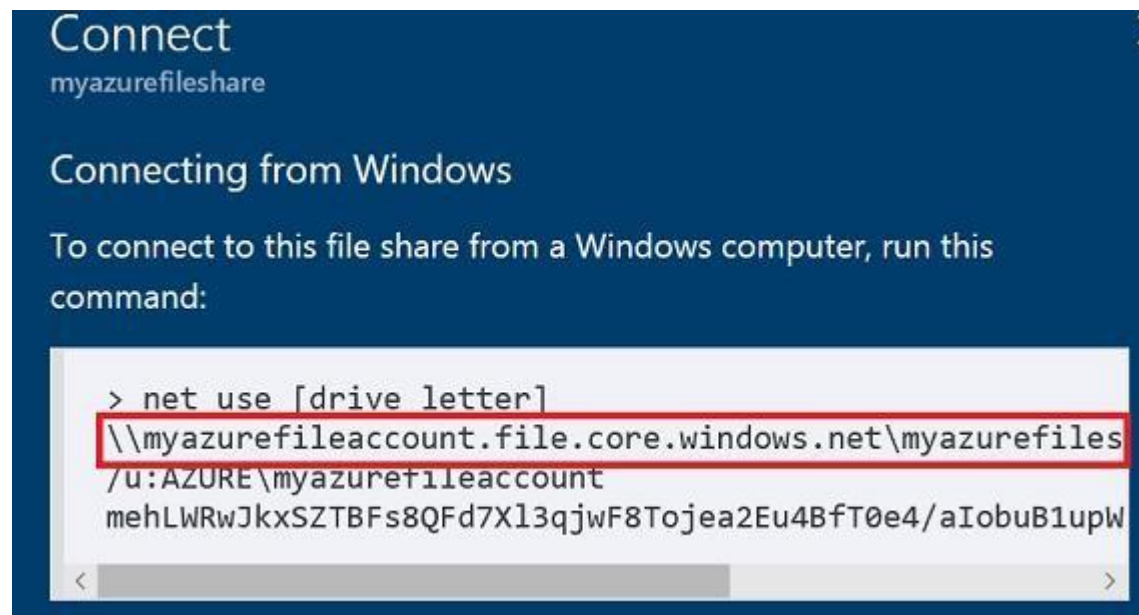 Connect
myazurefileshare
Connecting from Windows
To connect to this file share from a Windows computer, run this
command:
> net use [drive letter]
\\myazurefileaccount.file.core.windows.net\myazurefiles
/u:AZURE\myazurefileaccount
mehLWRwJkxSZTBFs8QFd7Xl3qjwF8Tojea2Eu4BfT0e4/aIobuB1upW